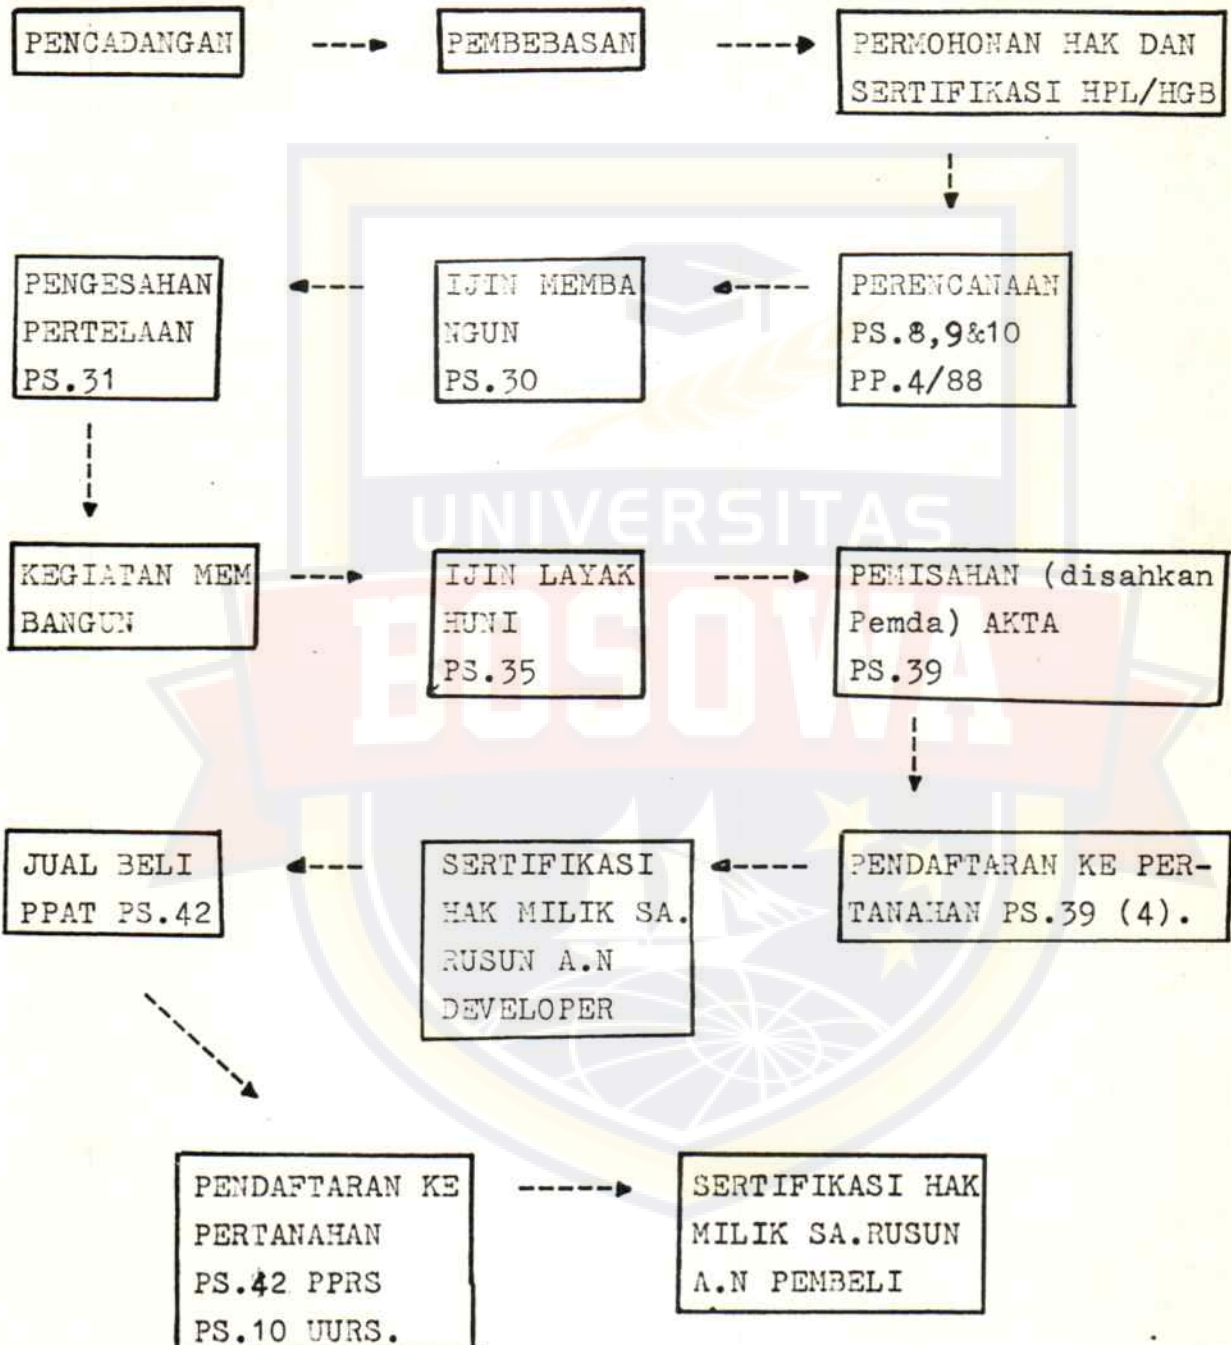 PENCADANGAN
PEMBEBASAN
PERMOHONAN HAK DAN
SERTIFIKASI HPL/HGB
PERENCANAAN
PS.8,9&10
PP.4/88
IJIN MEMBA
NGUN
PS.30
PENGESAHAN
PERTELAAN
PS.31
KEGIATAN MEM
BANGUN
IJIN LAYAK
HUNI
PS.35
PEMISAHAN (disahkan
Pemda) AKTA
PS.39
PENDAFTARAN KE PER-
TANAHAN PS.39 (4).
SERTIFIKASI
HAK MILIK SA.
RUSUN A.N
DEVELOPER
JUAL BELI
PPAT PS.42
PENDAFTARAN KE
PERTANAHAN
PS.42 PPRS
PS.10 UURS.
SERTIFIKASI HAK
MILIK SA.RUSUN
A.N PEMBELI
UNIVERSITAS
BOSOWA